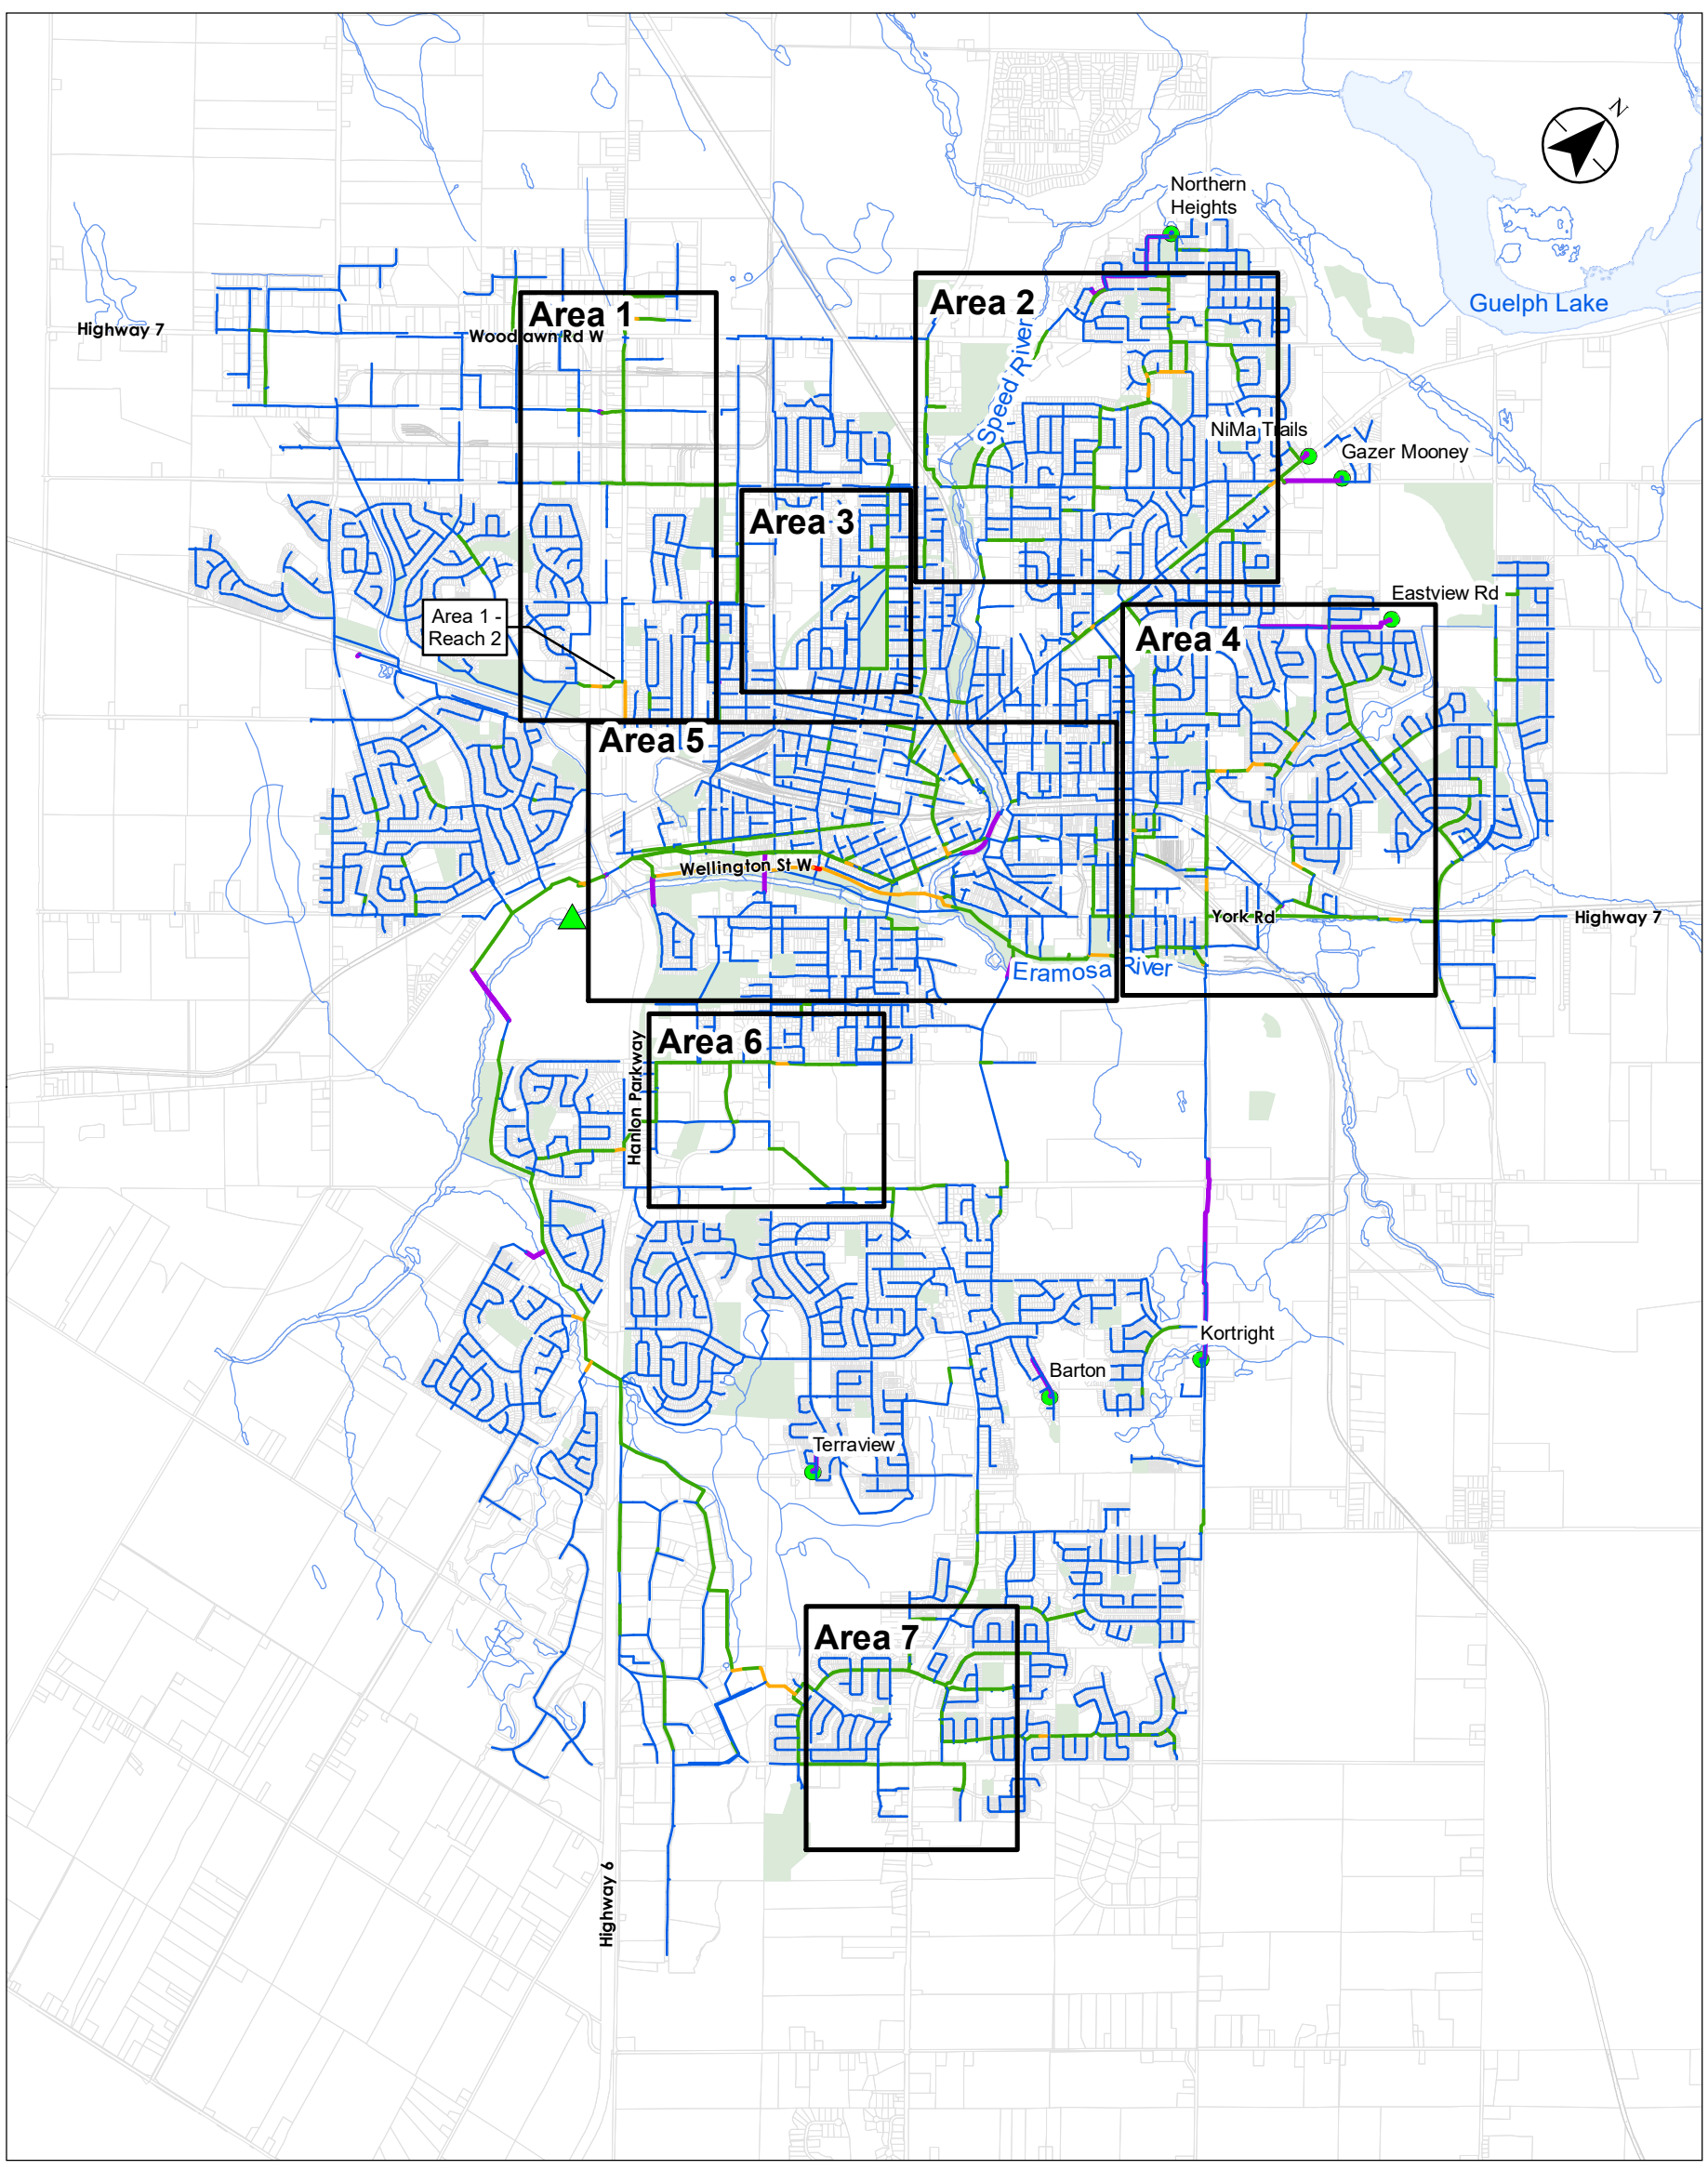 N
Northern
Heights
Guelph Lake
Area 1
Area 2
Highway 7
Woodlawn Rd W
Speed River
NiMa Trails
Gazer Mooney
Area 3
Eastview Rd
Area 1 -
Reach 2
Area 4
Area 5
Wellington St W
York Rd
Highway 7
Eramosa River
Area 6
Hanlon Parkway
Kortright
Barton
Terraview
Area 7
Highway 6